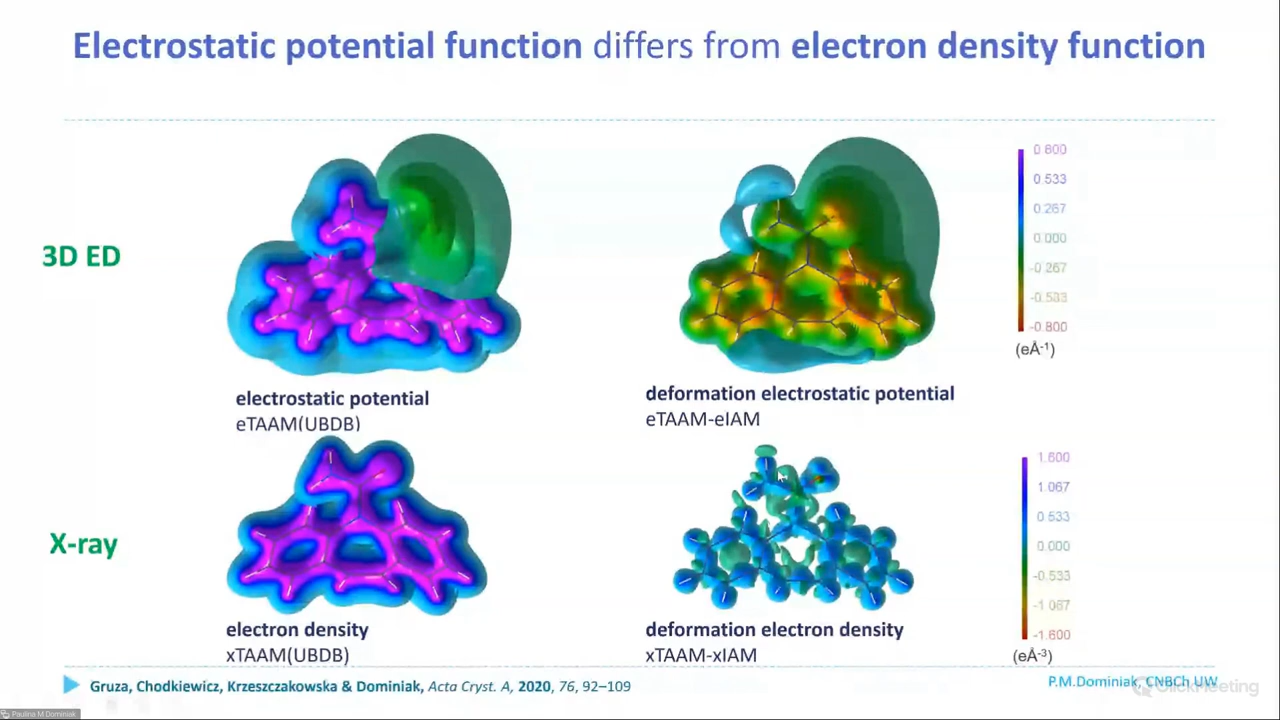 Electrostatic potential function differs from electron density function
3D ED
0.800
0.533
0.267
0.000
-0.267
-0.533
-0.800
(eÅ-1)
electrostatic potential
eTAAM(UBDB)
deformation electrostatic potential
eTAAM-eIAM
X-ray
1.600
1.067
0.533
0.000
-0.533
-1.067
-1.600
(eÅ-3)
electron density
xTAAM(UBDB)
deformation electron density
xTAAM-xIAM
Gruza, Chodkiewicz, Krzeszczakowska & Dominiak, Acta Cryst. A, 2020, 76, 92–109
P.M.Dominiak, CNBCh UW
ClickMeeting
Paulina M Dominiak